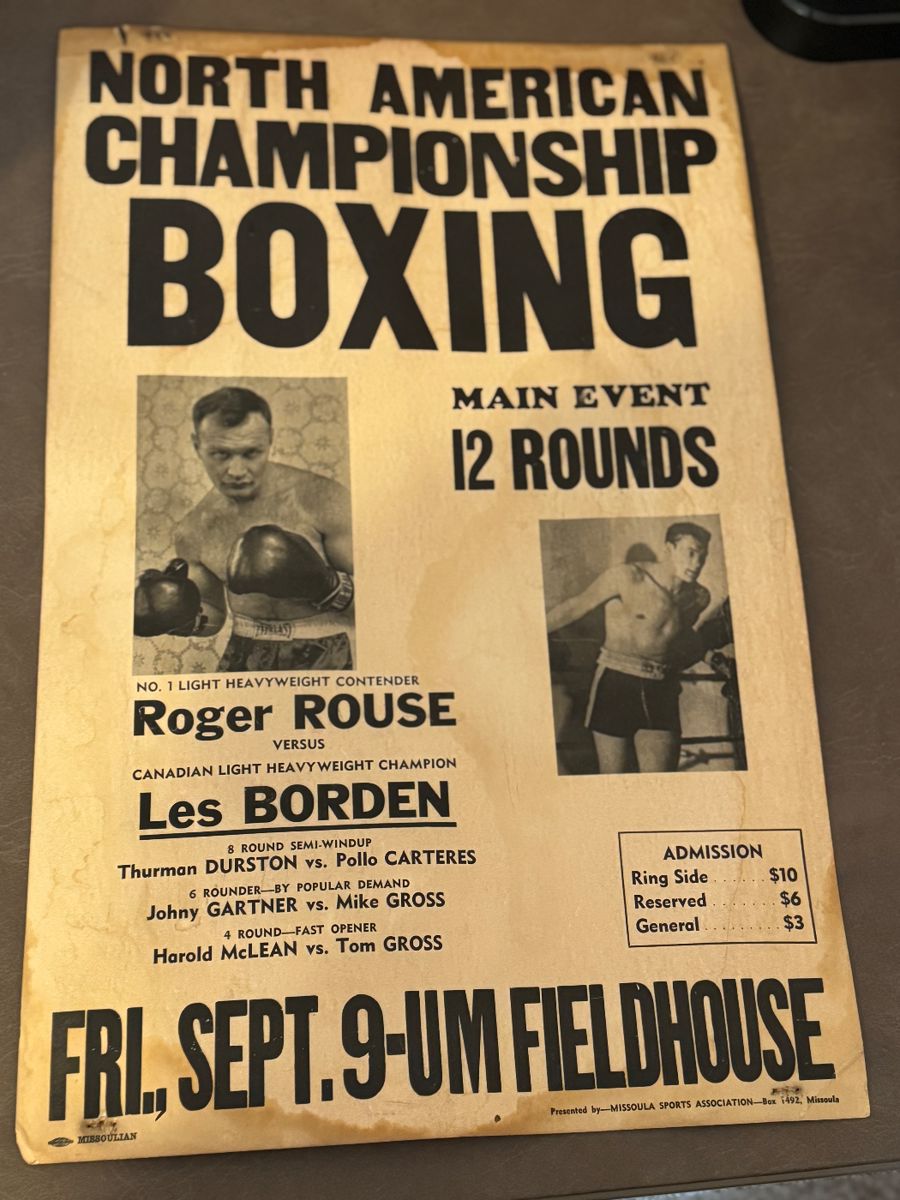 NORTH AMERICAN
CHAMPIONSHIP
BOXING
MAIN EVENT
12 ROUNDS
EVERLAST
NO. 1 LIGHT HEAVYWEIGHT CONTENDER
Roger ROUSE
VERSUS
CANADIAN LIGHT HEAVYWEIGHT CHAMPION
Les BORDEN
8 ROUND SEMI-WINDUP
Thurman DURSTON vs. Pollo CARTERES
6 ROUNDER—BY POPULAR DEMAND
Johny GARTNER vs. Mike GROSS
4 ROUND—FAST OPENER
Harold McLEAN vs. Tom GROSS
ADMISSION
Ring Side ...... $10
Reserved ....... $6
General ......... $3
FRI., SEPT. 9-UM FIELDHOUSE
Presented by—MISSOULA SPORTS ASSOCIATION—Box 1492, Missoula
MISSOULIAN